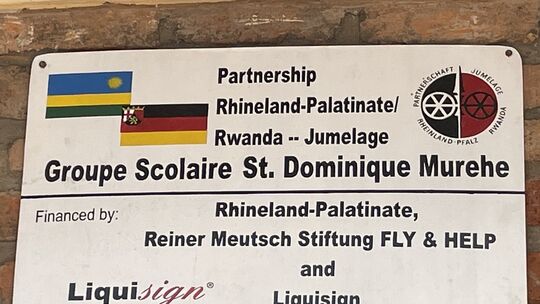 Partnership
Rhineland-Palatinate/
Rwanda -- Jumelage
PARTNERSCHAFT JUMELAGE
RHEINLAND-PFALZ RWANDA
Groupe Scolaire St. Dominique Murehe
Financed by:
Rhineland-Palatinate,
Reiner Meutsch Stiftung FLY & HELP
and
Liquisign® Liquisign